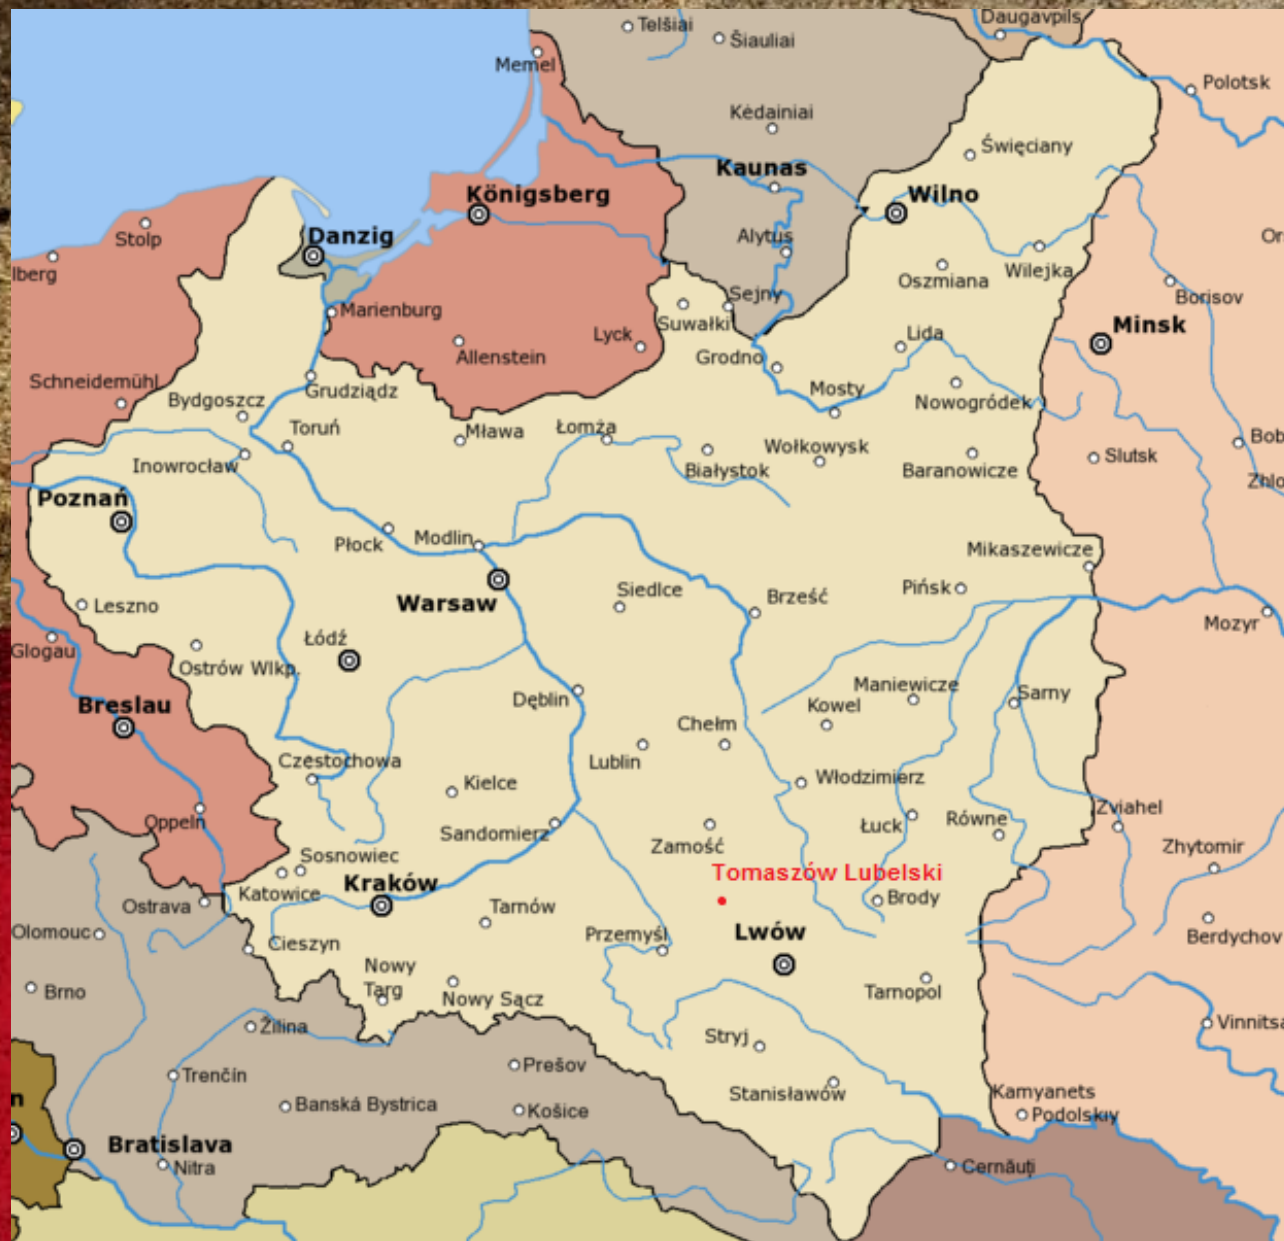 Telšiai
Šiauliai
Daugavpils
Memel
Polotsk
Kėdainiai
Święciany
Kaunas
Königsberg
Wilno
Stolp
Danzig
Alytus
Or
lberg
Oszmiana
Wilejka
Borisov
Marienburg
Sejny
Suwałki
Lyck
Lida
Minsk
Allenstein
Grodno
Schneidemühl
Grudziądz
Mosty
Nowogródek
Bydgoszcz
Toruń
Mława
Łomża
Wołkowysk
Bob
Inowrocław
Białystok
Baranowicze
Slutsk
Zhlo
Poznań
Płock
Modlin
Mikaszewicze
Warsaw
Siedlce
Brześć
Pińsk
Leszno
Mozyr
Glogau
Łódź
Ostrów Wlkp.
Maniewicze
Sarny
Breslau
Dęblin
Kowel
Chełm
Lublin
Częstochowa
Kielce
Włodzimierz
Oppeln
Sandomierz
Zamość
Łuck
Równe
Zviahel
Zhytomir
Sosnowiec
Katowice
Kraków
Tomaszów Lubelski
Ostrava
Tarnów
Brody
Olomouc
Cieszyn
Przemyśl
Lwów
Berdychov
Brno
Nowy
Targ
Nowy Sącz
Tarnopol
Žilina
Stryj
Vinnitsa
Trenčín
Prešov
Stanisławów
Kamyanets
Podolskiy
n
Banská Bystrica
Košice
Bratislava
Nitra
Cernăuți